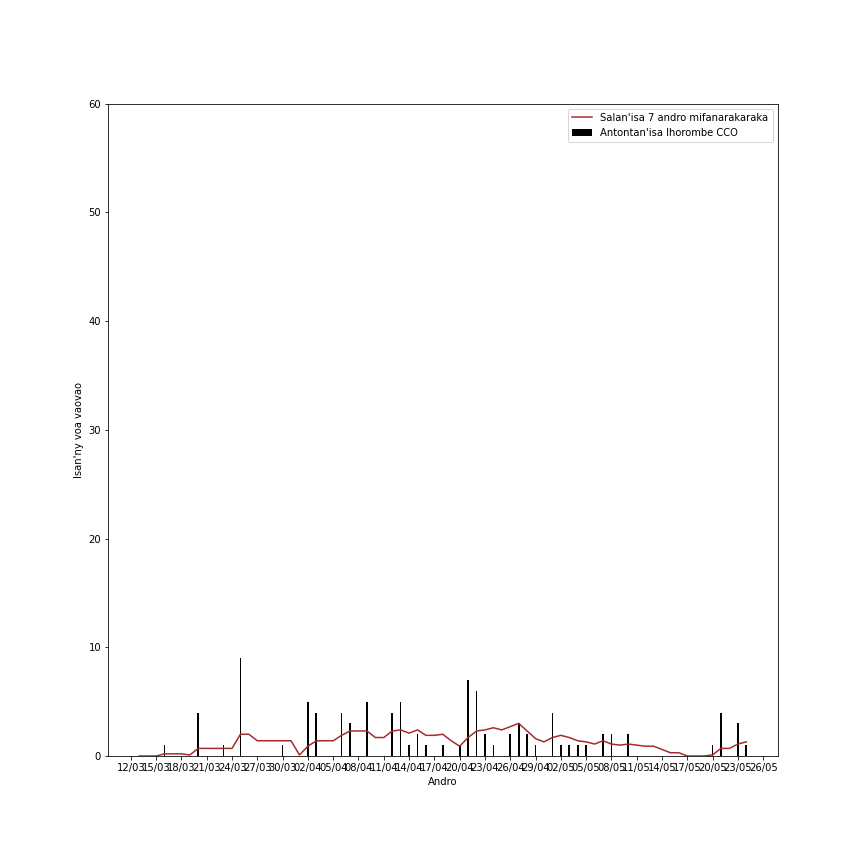 Salan'isa 7 andro mifanarakaraka
Antontan'isa Ihorombe CCO
Isan'ny voa vaovao
60
50
40
30
20
10
0
12/03 15/03 18/03 21/03 24/03 27/03 30/03 02/04 05/04 08/04 11/04 14/04 17/04 20/04 23/04 26/04 29/04 02/05 05/05 08/05 11/05 14/05 17/05 20/05 23/05 26/05
Andro